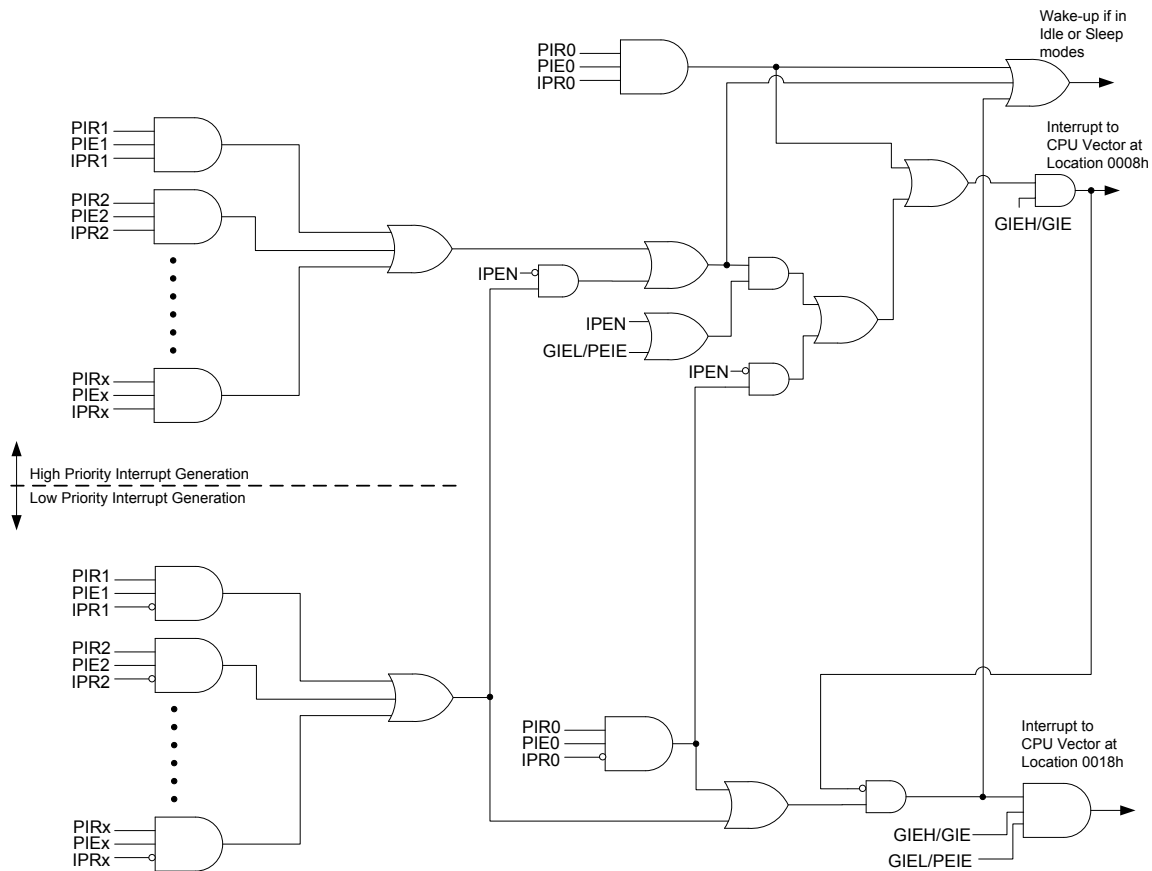 Wake-up if in
Idle or Sleep
modes
PIR0
PIE0
IPR0
Interrupt to
CPU Vector at
Location 0008h
GIEH/GIE
PIR1
PIE1
IPR1
PIR2
PIE2
IPR2
IPEN
IPEN
GIEL/PEIE
IPEN
PIRx
PIEx
IPRx
High Priority Interrupt Generation
Low Priority Interrupt Generation
PIR1
PIE1
IPR1
PIR2
PIE2
IPR2
PIR0
PIE0
IPR0
Interrupt to
CPU Vector at
Location 0018h
PIRx
PIEx
IPRx
GIEH/GIE
GIEL/PEIE